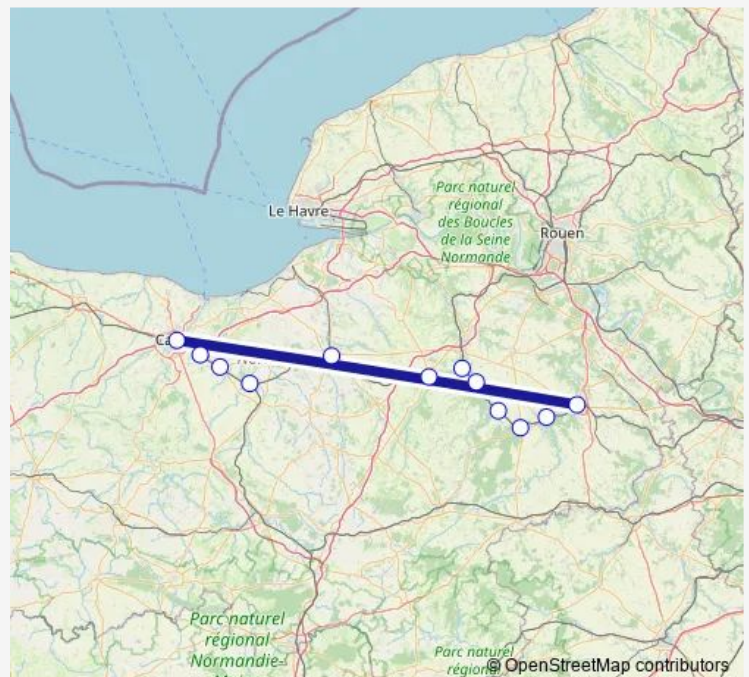 Parc naturel
régional
des Boucles
de la Seine
Normande
Le Havre
Rouen
Parc naturel
régional
Normandie-
Parc naturel
© OpenStreetMap contributors